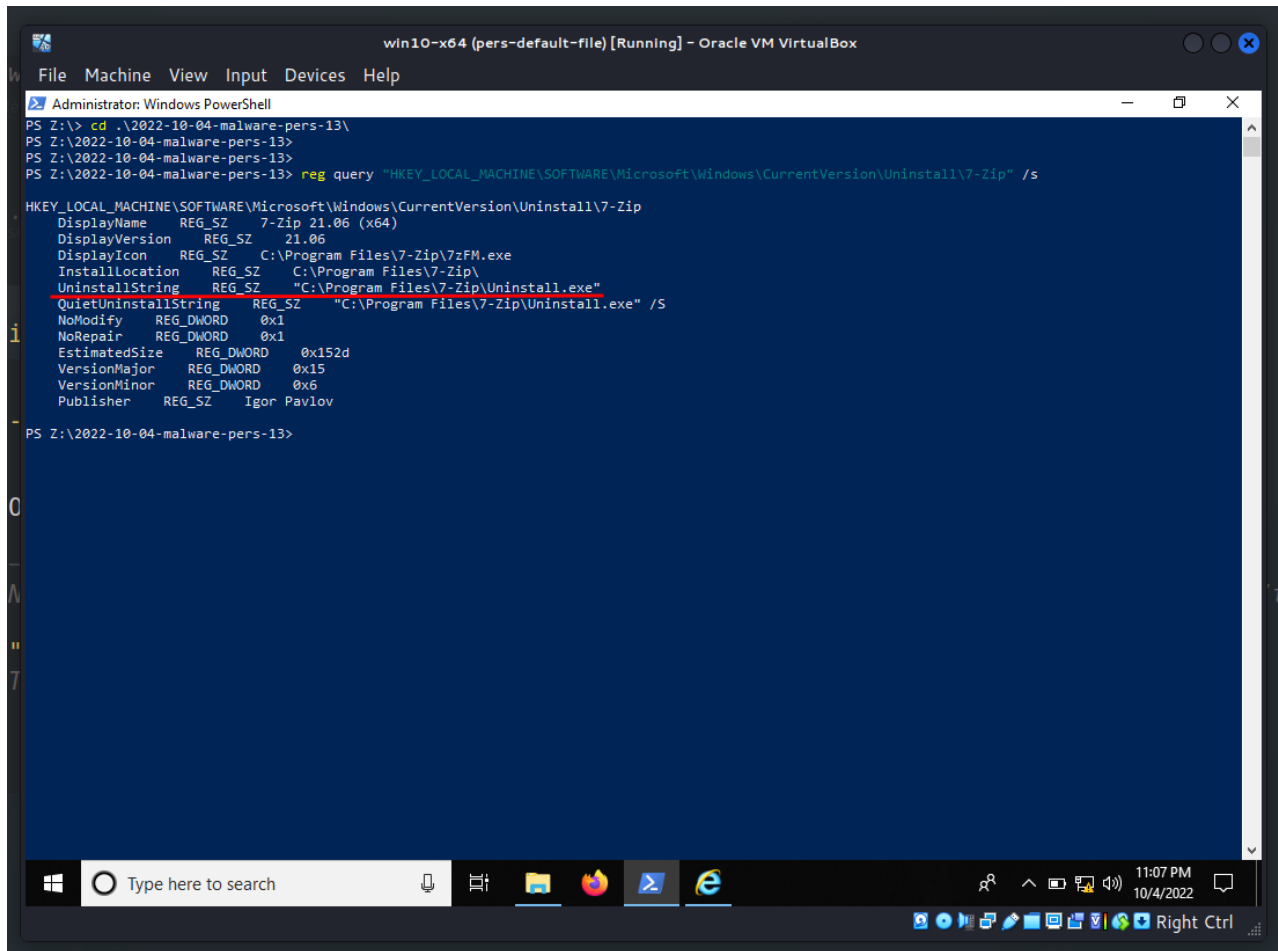 win10-x64 (pers-default-file) [Running] - Oracle VM VirtualBox
File Machine View Input Devices Help
Administrator: Windows PowerShell
PS Z:\> cd .\2022-10-04-malware-pers-13\
PS Z:\2022-10-04-malware-pers-13>
PS Z:\2022-10-04-malware-pers-13>
PS Z:\2022-10-04-malware-pers-13> reg query "HKEY_LOCAL_MACHINE\SOFTWARE\Microsoft\Windows\CurrentVersion\Uninstall\7-Zip" /s
HKEY_LOCAL_MACHINE\SOFTWARE\Microsoft\Windows\CurrentVersion\Uninstall\7-Zip
DisplayName REG_SZ 7-Zip 21.06 (x64)
DisplayVersion REG_SZ 21.06
DisplayIcon REG_SZ C:\Program Files\7-Zip\7zFM.exe
InstallLocation REG_SZ C:\Program Files\7-Zip\
UninstallString REG_SZ "C:\Program Files\7-Zip\Uninstall.exe"
QuietUninstallString REG_SZ "C:\Program Files\7-Zip\Uninstall.exe" /S
NoModify REG_DWORD 0x1
NoRepair REG_DWORD 0x1
EstimatedSize REG_DWORD 0x152d
VersionMajor REG_DWORD 0x15
VersionMinor REG_DWORD 0x6
Publisher REG_SZ Igor Pavlov
PS Z:\2022-10-04-malware-pers-13>
Type here to search
11:07 PM
10/4/2022
Right Ctrl